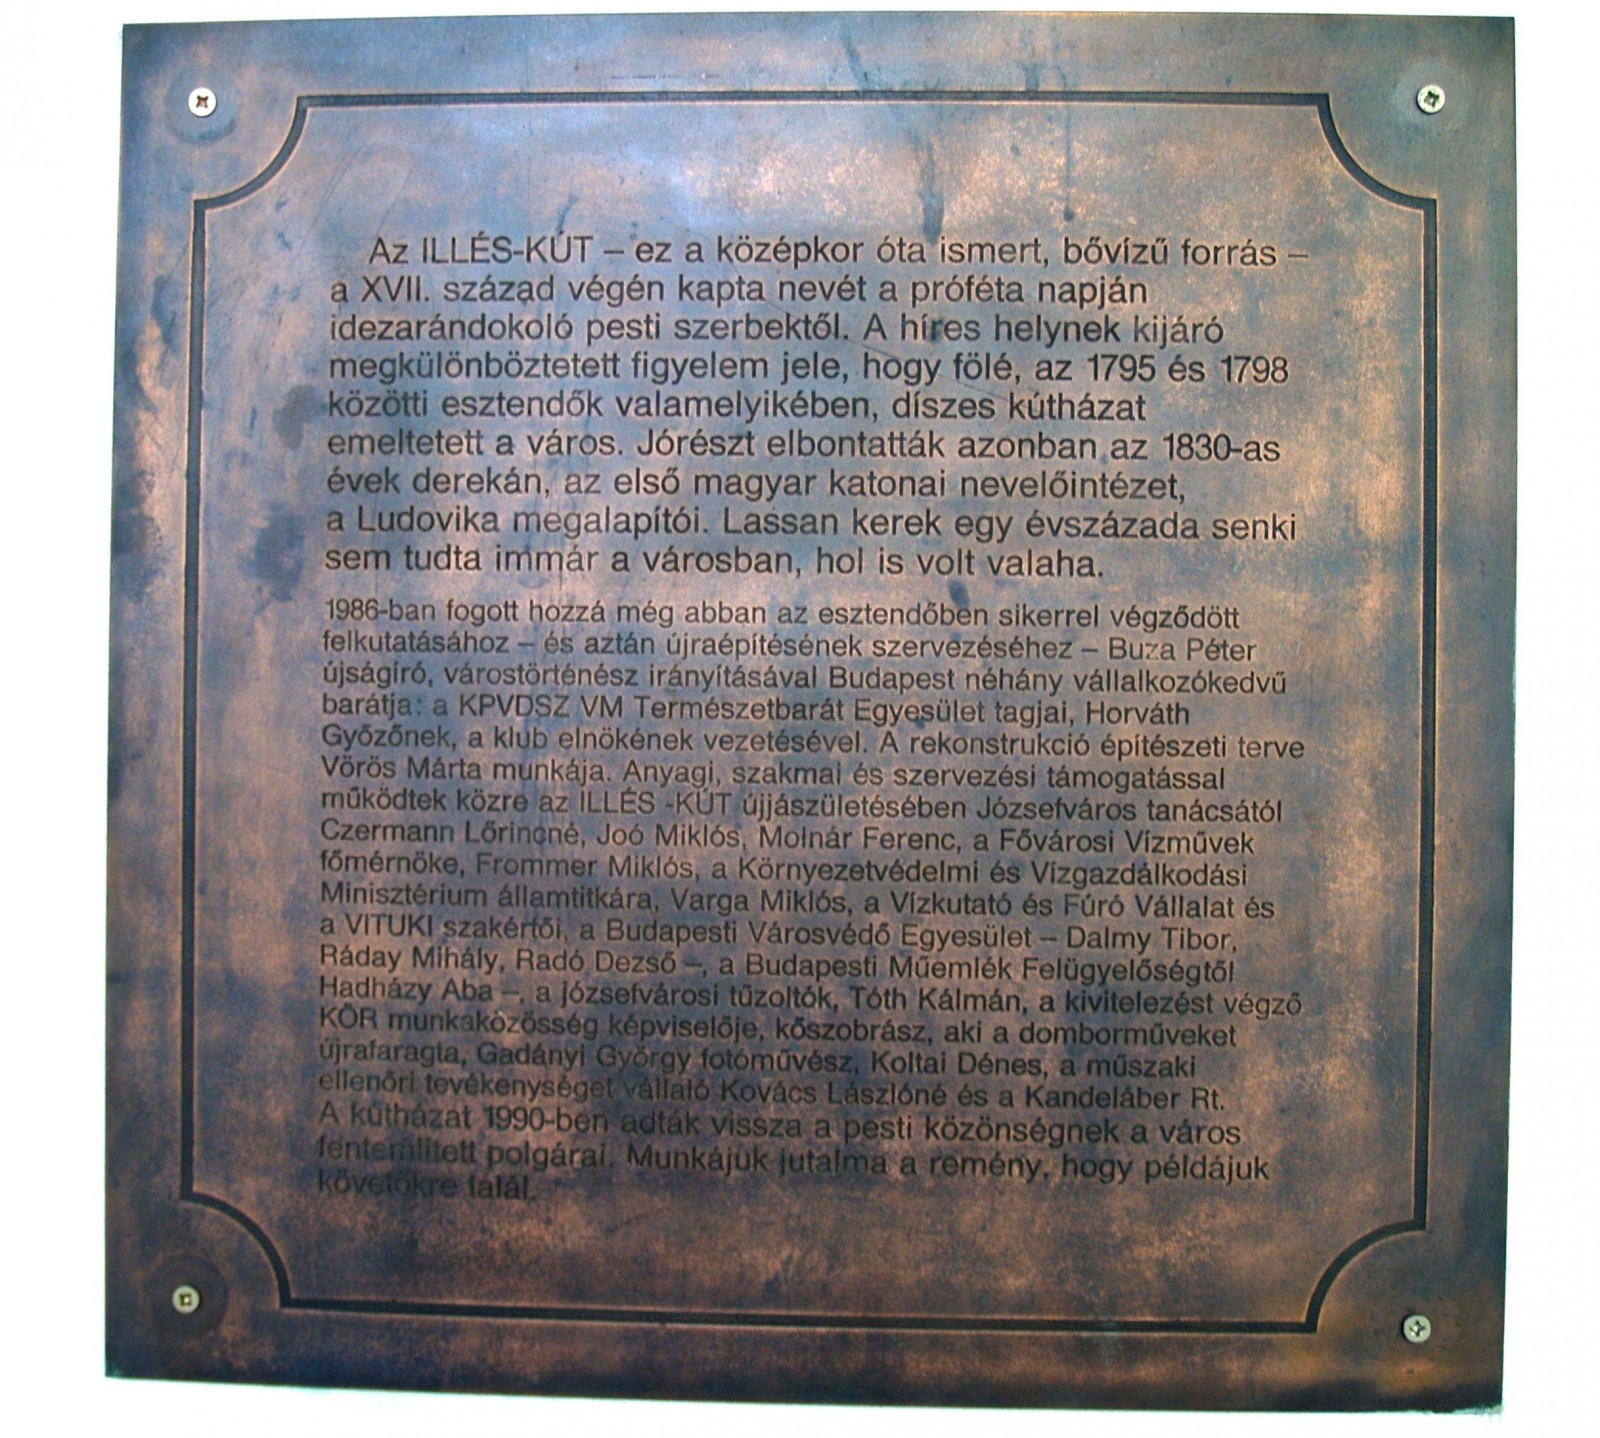 Az ILLÉS-KÚT – ez a középkor óta ismert, bővízű forrás –
a XVII. század végén kapta nevét a próféta napján
idezarándokoló pesti szerbektől. A híres helynek kijáró
megkülönböztetett figyelem jele, hogy fölé, az 1795 és 1798
közötti esztendők valamelyikében, díszes kútházat
emeltetett a város. Jórészt elbontatták azonban az 1830-as
évek derekán, az első magyar katonai nevelőintézet,
a Ludovika megalapítói. Lassan kerek egy évszázada senki
sem tudta immár a városban, hol is volt valaha.
1986-ban fogott hozzá még abban az esztendőben sikerrel végződött
felkutatásához – és aztán újraépítésének szervezéséhez – Buza Péter
újságíró, várostörténész irányításával Budapest néhány vállalkozókedvű
barátja: a KPVDSZ VM Természetbarát Egyesület tagjai, Horváth
Győzőnek, a klub elnökének vezetésével. A rekonstrukció építészeti terve
Vörös Márta munkája. Anyagi, szakmai és szervezési támogatással
működtek közre az ILLÉS -KÚT újjászületésében Józsefváros tanácsától
Czermann Lőrincné, Joó Miklós, Molnár Ferenc, a Fővárosi Vízművek
főmérnöke, Frommer Miklós, a Környezetvédelmi és Vízgazdálkodási
Minisztérium államtitkára, Varga Miklós, a Vízkutató és Fúró Vállalat és
a VITUKI szakértői, a Budapesti Városvédő Egyesület – Dalmy Tibor,
Ráday Mihály, Radó Dezső –, a Budapesti Műemlék Felügyelőségtől
Hadházy Aba –, a józsefvárosi tűzoltók, Tóth Kálmán, a kivitelezést végző
KÖR munkaközösség képviselője, kőszobrász, aki a domborműveket
újrafaragta, Gadányi György fotóművész, Koltai Dénes, a műszaki
ellenőri tevékenységet vállaló Kovács Lászlóné és a Kandeláber Rt.
A kútházat 1990-ben adták vissza a pesti közönségnek a város
fentemlített polgárai. Munkájuk jutalma a remény, hogy példájuk
követőkre talál.